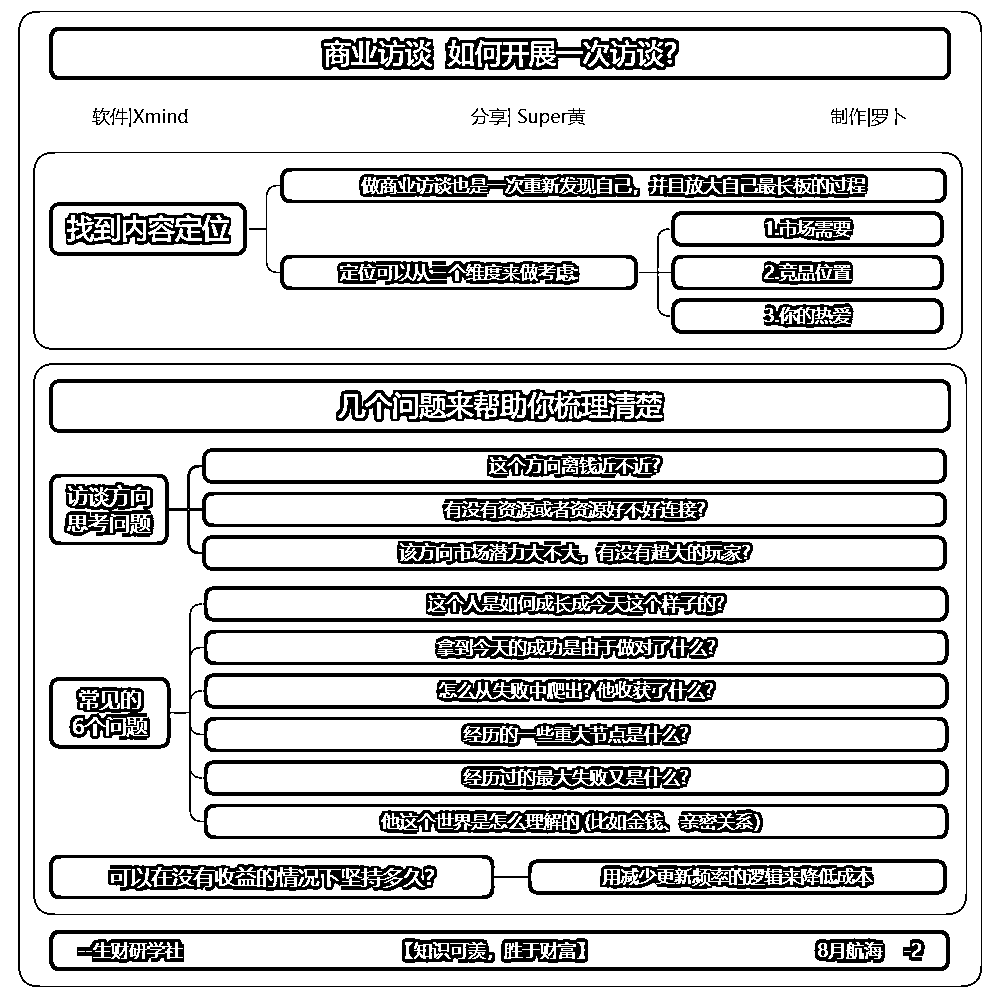 商业访谈 如何开展一次访谈?
软件|Xmind
分享| Super黄
制作|罗卜
找到内容定位
做商业访谈也是一次重新发现自己，并且放大自己最长板的过程
定位可以从三个维度来做考虑
1.市场需要
2.竞品位置
3.你的热爱
几个问题来帮助你梳理清楚
访谈方向
思考问题
这个方向离钱近不近?
有没有资源或者资源好不好连接?
该方向市场潜力大不大，有没有超大的玩家?
常见的
6个问题
这个人是如何成长成今天这个样子的?
拿到今天的成功是由于做对了什么?
怎么从失败中爬出?他收获了什么?
经历的一些重大节点是什么?
经历过的最大失败又是什么?
他这个世界是怎么理解的 (比如金钱、亲密关系)
可以在没有收益的情况下坚持多久?
用减少更新频率的逻辑来降低成本
一生财研学社
【知识可羡，胜于财富】
8月航海 -2